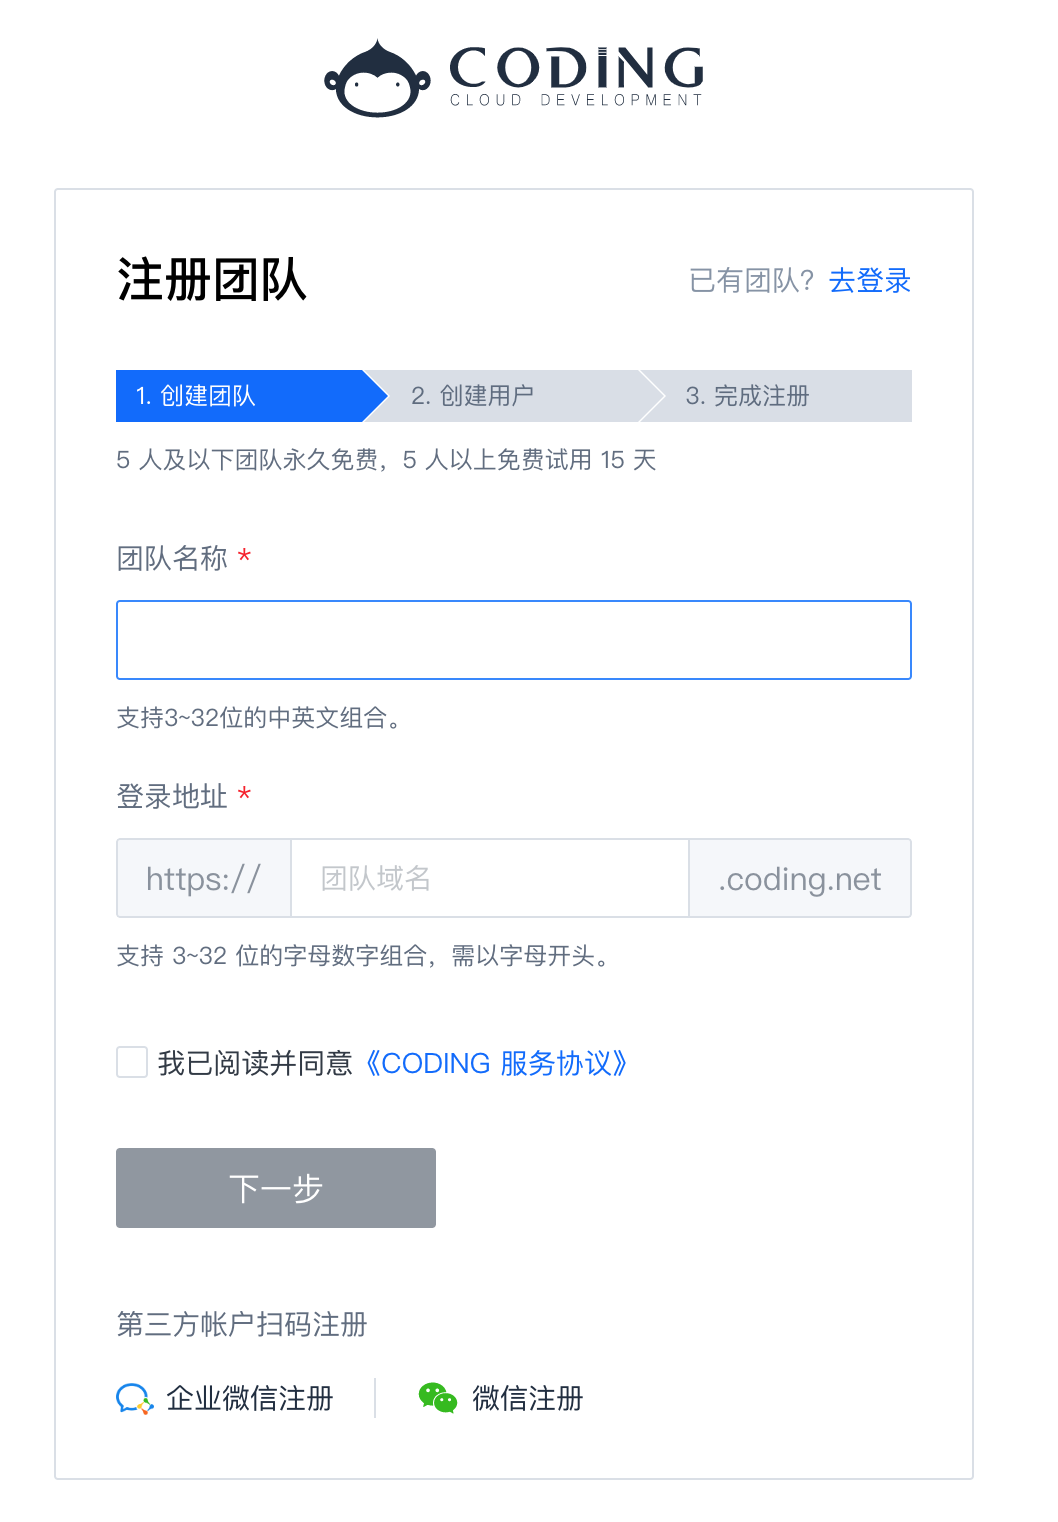 CODING
CLOUD DEVELOPMENT
注册团队
已有团队? 去登录
1. 创建团队 2. 创建用户 3. 完成注册
5 人及以下团队永久免费，5 人以上免费试用 15 天
团队名称 *
支持3~32位的中英文组合。
登录地址 *
https:// 团队域名 .coding.net
支持 3~32 位的字母数字组合，需以字母开头。
我已阅读并同意《CODING 服务协议》
下一步
第三方帐户扫码注册
企业微信注册 微信注册